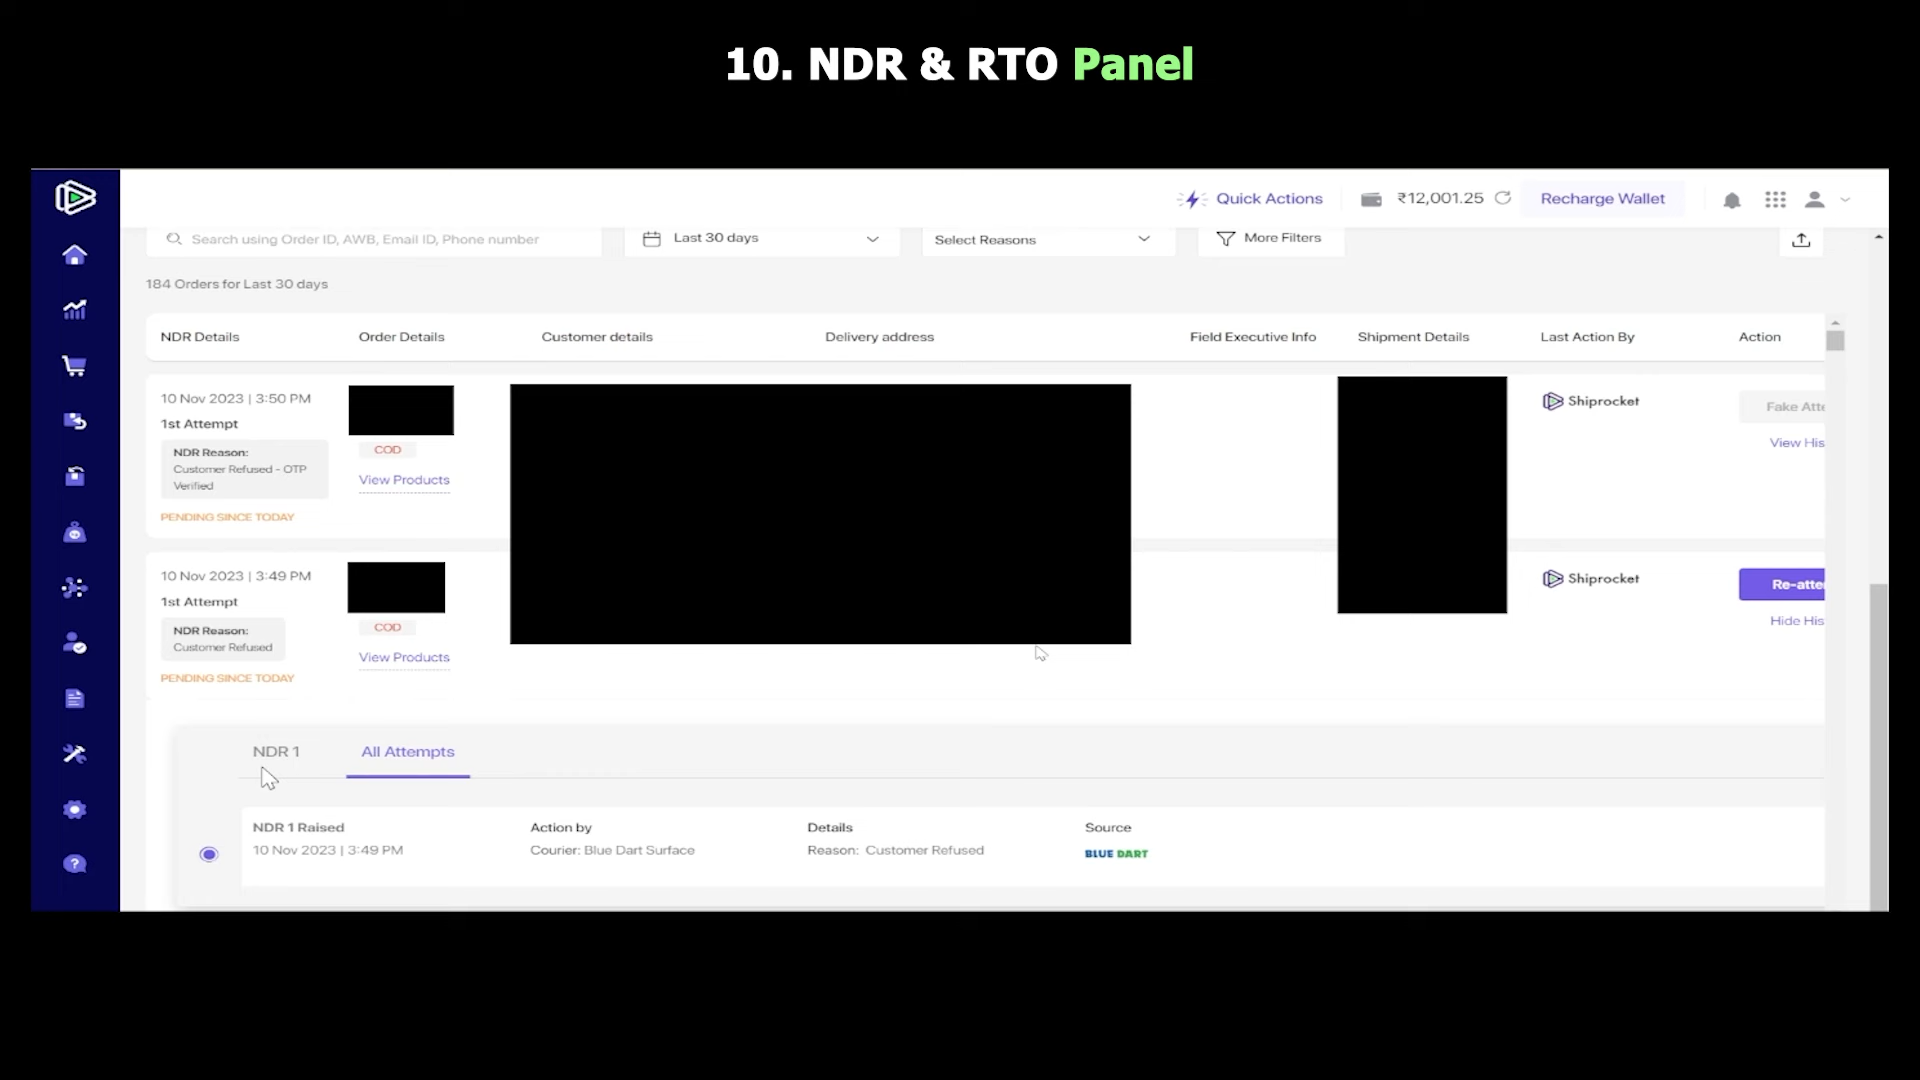 10. NDR & RTO Panel
Quick Actions
₹12,001.25
Recharge Wallet
Search using Order ID, AWB, Email ID, Phone number
Last 30 days
Select Reasons
More Filters
184 Orders for Last 30 days
NDR Details
Order Details
Customer details
Delivery address
Field Executive Info
Shipment Details
Last Action By
Action
10 Nov 2023 | 3:50 PM
1st Attempt
NDR Reason:
Customer Refused - OTP
Verified
PENDING SINCE TODAY
COD
View Products
Shiprocket
Fake Atte
View His
10 Nov 2023 | 3:49 PM
1st Attempt
NDR Reason:
Customer Refused
PENDING SINCE TODAY
COD
View Products
Shiprocket
Re-atte
Hide His
NDR 1
All Attempts
NDR 1 Raised
10 Nov 2023 | 3:49 PM
Action by
Courier: Blue Dart Surface
Details
Reason: Customer Refused
Source
BLUE DART